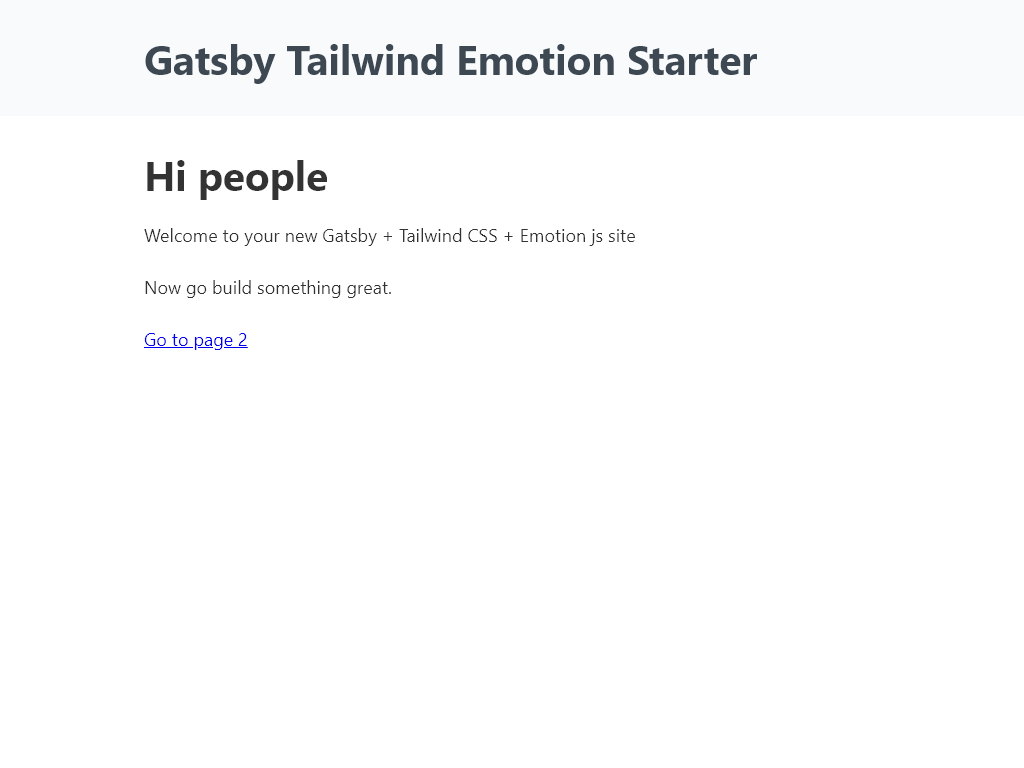 Gatsby Tailwind Emotion Starter
Hi people
Welcome to your new Gatsby + Tailwind CSS + Emotion js site
Now go build something great.
Go to page 2